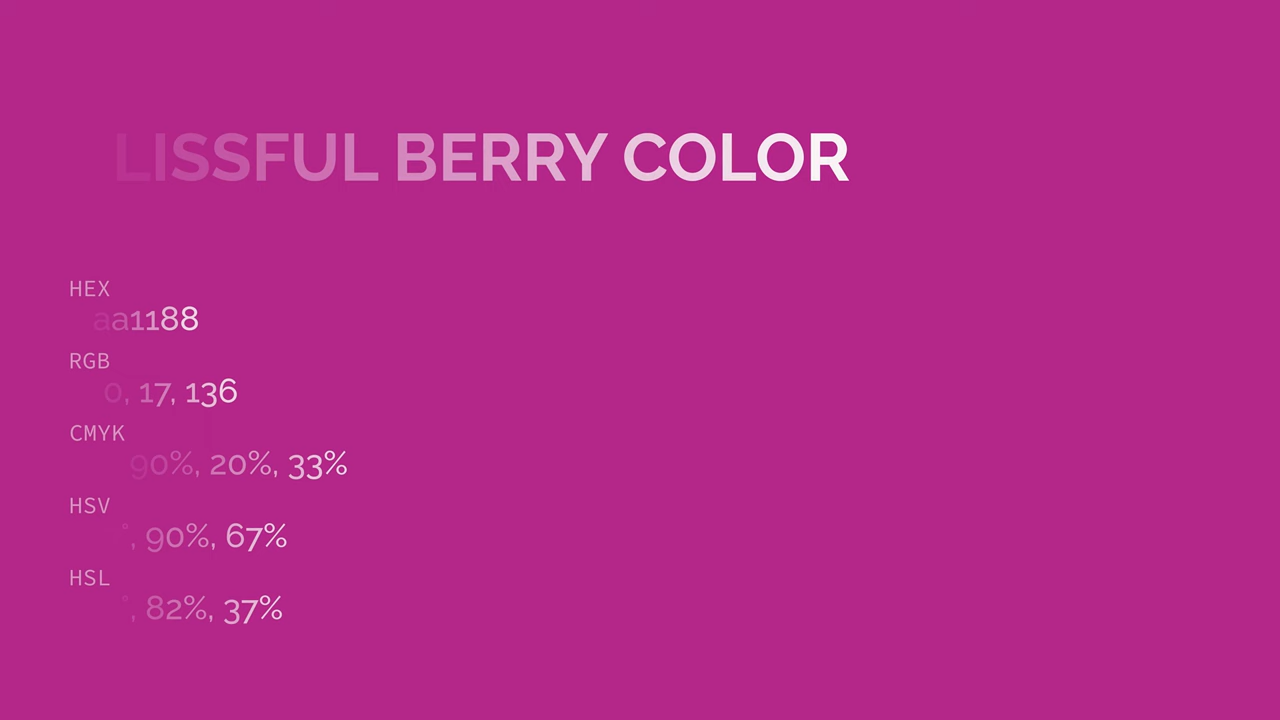 LISSFUL BERRY COLOR
HEX
aa1188
RGB
0, 17, 136
CMYK
90%, 20%, 33%
HSV
°, 90%, 67%
HSL
°, 82%, 37%